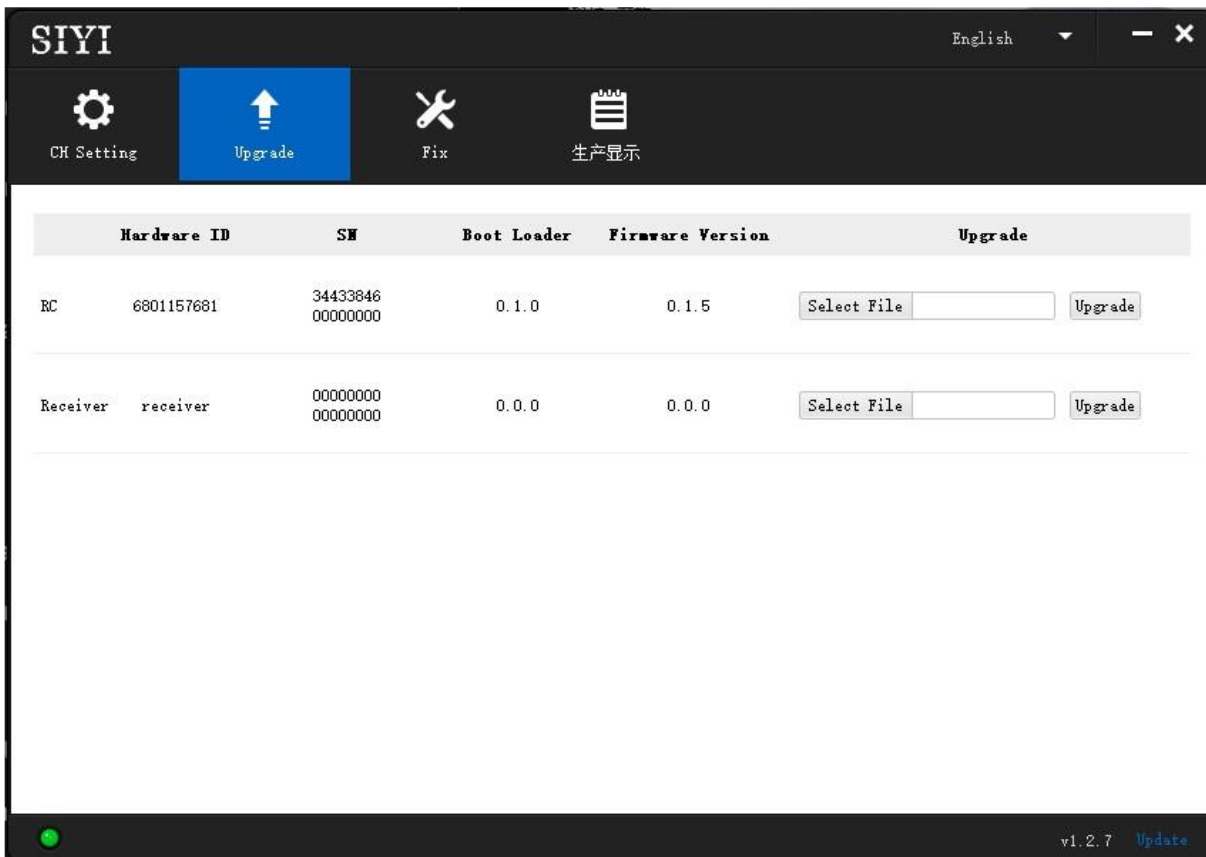 SIYI
English
CH Setting
Upgrade
Fix
生产显示
Hardware ID SN Boot Loader Firmware Version Upgrade
RC 6801157681 34433846 0.1.0 0.1.5 Select File Upgrade
00000000
Receiver receiver 00000000 0.0.0 0.0.0 Select File Upgrade
00000000
v1.2.7 Update